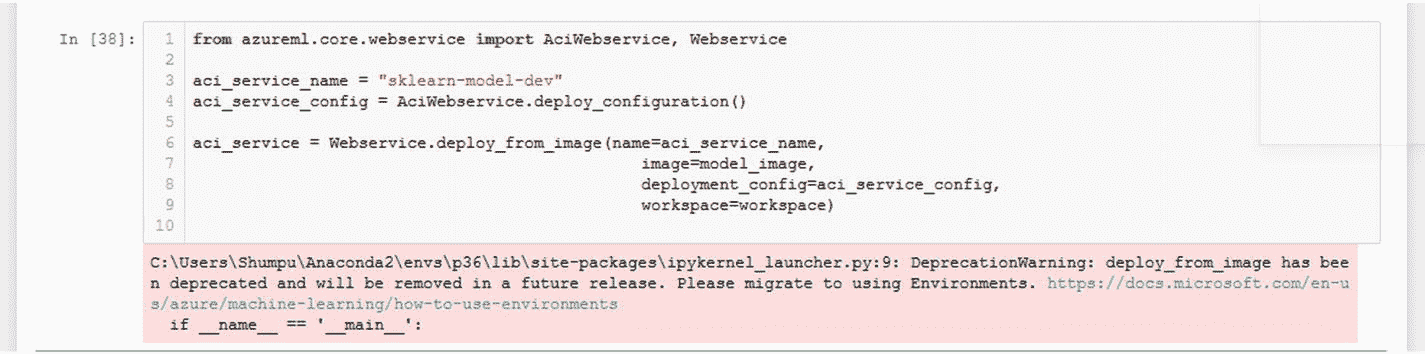 In [38]:
1 from azureml.core.webservice import AciWebservice, Webservice
2
3 aci_service_name = "sklearn-model-dev"
4 aci_service_config = AciWebservice.deploy_configuration()
5
6 aci_service = Webservice.deploy_from_image(name=aci_service_name,
7                                            image=model_image,
8                                            deployment_config=aci_service_config,
9                                            workspace=workspace)
10
C:\Users\Shumpu\Anaconda2\envs\p36\lib\site-packages\ipykernel_launcher.py:9: DeprecationWarning: deploy_from_image has bee
n deprecated and will be removed in a future release. Please migrate to using Environments. https://docs.microsoft.com/en-u
s/azure/machine-learning/how-to-use-environments
  if __name__ == '__main__':